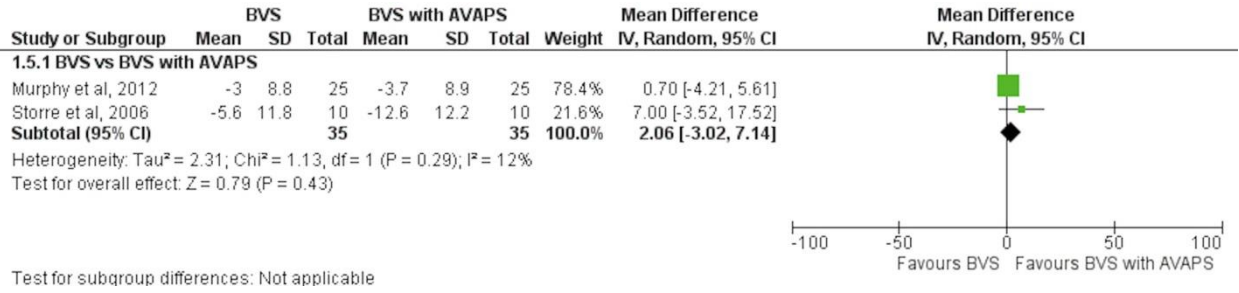 BVS BVS with AVAPS Mean Difference Mean Difference
Study or Subgroup Mean SD Total Mean SD Total Weight IV, Random, 95% CI IV, Random, 95% CI
1.5.1 BVS vs BVS with AVAPS
Murphy et al, 2012 -3 8.8 25 -3.7 8.9 25 78.4% 0.70 [-4.21, 5.61]
Storre et al, 2006 -5.6 11.8 10 -12.6 12.2 10 21.6% 7.00 [-3.52, 17.52]
Subtotal (95% CI) 35 35 100.0% 2.06 [-3.02, 7.14]
Heterogeneity: Tau² = 2.31; Chi² = 1.13, df = 1 (P = 0.29); I² = 12%
Test for overall effect: Z = 0.79 (P = 0.43)
-100 -50 0 50 100
Favours BVS Favours BVS with AVAPS
Test for subgroup differences: Not applicable